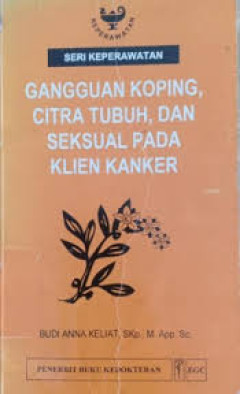 KEPERAWATAN
SERI KEPERAWATAN
GANGGUAN KOPING,
CITRA TUBUH, DAN
SEKSUAL PADA
KLIEN KANKER
BUDI ANNA KELIAT, SKp., M. App. Sc.
PENERBIT BUKU KEDOKTERAN EGC